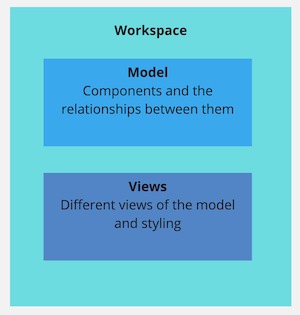 Workspace
Model
Components and the
relationships between them
Views
Different views of the model
and styling